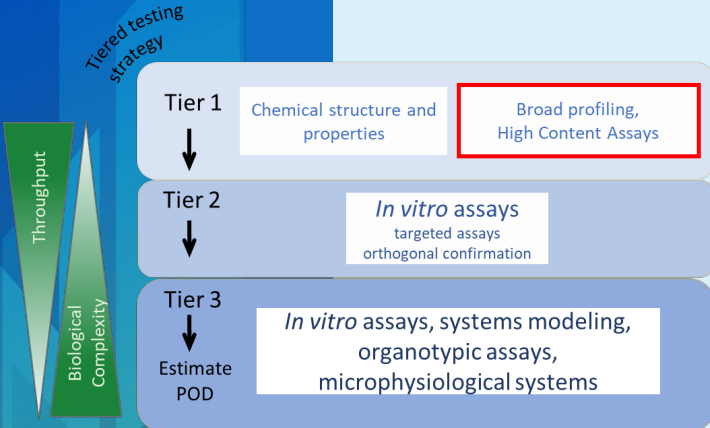 Tiered testing
strategy
Throughput
Biological
Complexity
Tier 1
Chemical structure and
properties
Broad profiling,
High Content Assays
Tier 2
In vitro assays
targeted assays
orthogonal confirmation
Tier 3
Estimate
POD
In vitro assays, systems modeling,
organotypic assays,
microphysiological systems